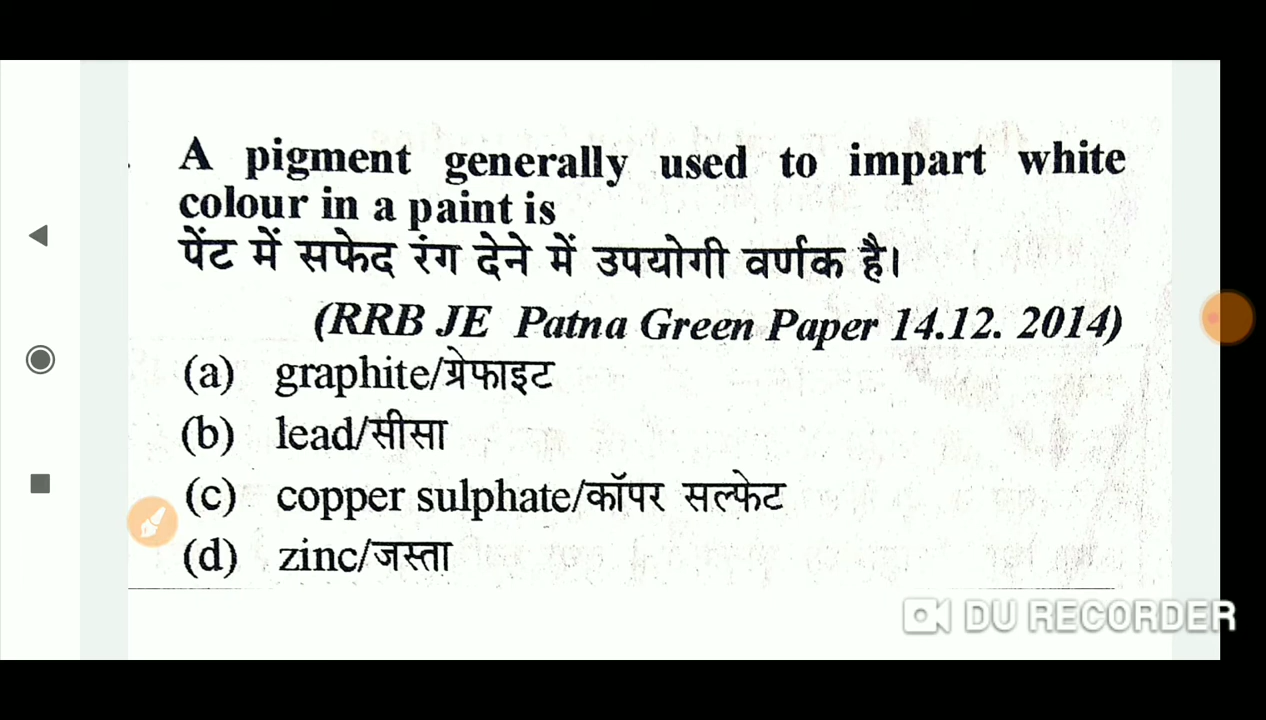 A pigment generally used to impart white
colour in a paint is
पेंट में सफेद रंग देने में उपयोगी वर्णक है।
(RRB JE Patna Green Paper 14.12. 2014)
(a) graphite/ग्रेफाइट
(b) lead/सीसा
(c) copper sulphate/कॉपर सल्फेट
(d) zinc/जस्ता
DU RECORDER